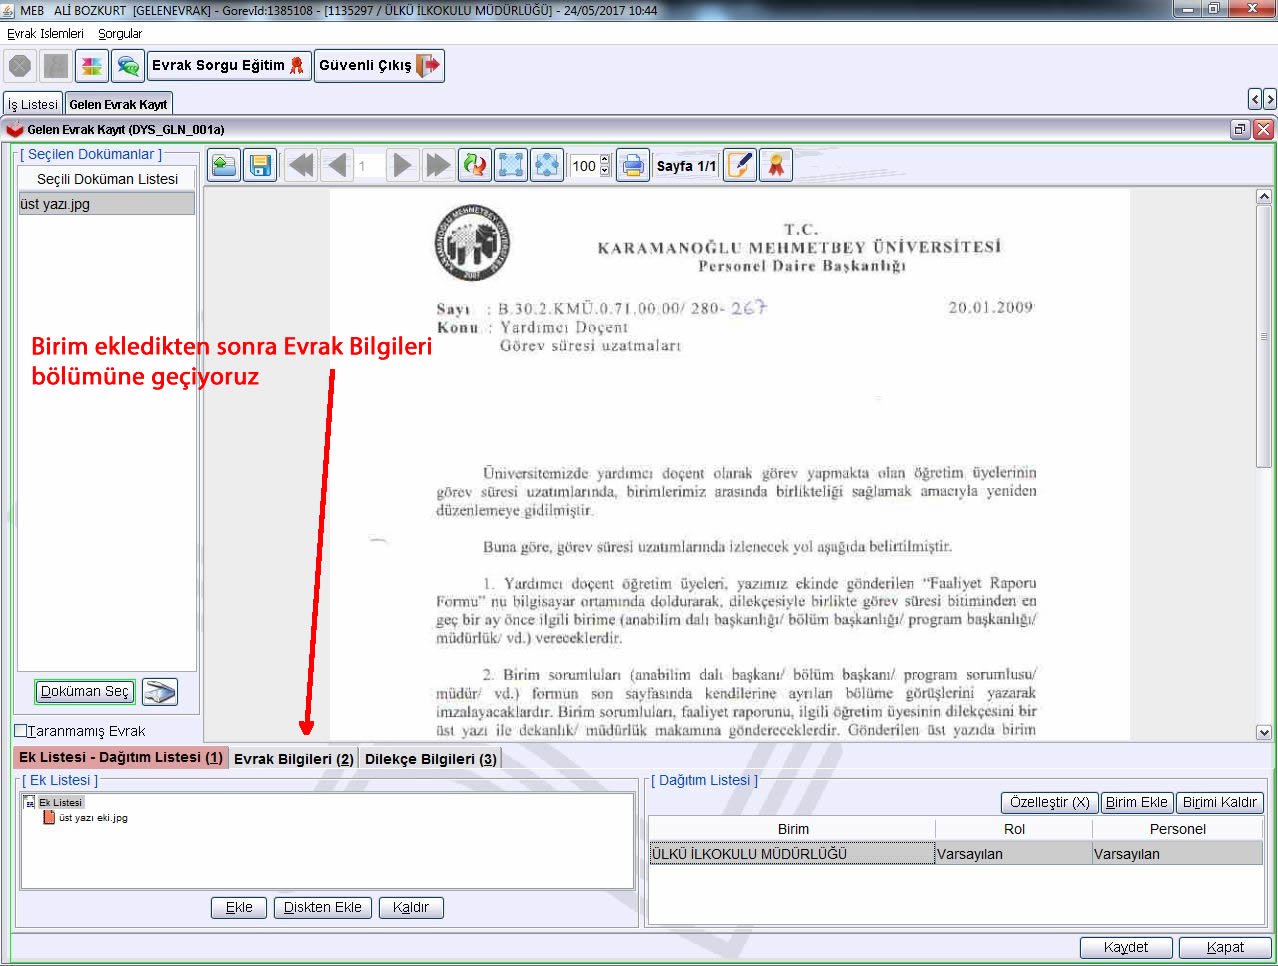 MEB ALİ BOZKURT [GELENEVRAK] - GorevId:1385108 - [1135297 / ÜLKÜ İLKOKULU MÜDÜRLÜĞÜ] - 24/05/2017 10:44
Evrak Islemleri Sorgular
Evrak Sorgu Eğitim Güvenli Çıkış
İş Listesi Gelen Evrak Kayıt
Gelen Evrak Kayıt (DYS_GLN_001a)
[ Seçilen Dokümanlar ]
Seçili Doküman Listesi
üst yazı.jpg
1 100 Sayfa 1/1
T.C.
KARAMANOĞLU MEHMETBEY ÜNİVERSİTESİ
Personel Daire Başkanlığı
Sayı : B.30.2.KMÜ.0.71.00.00/ 280- 267 20.01.2009
Konu : Yardımcı Doçent
Görev süresi uzatmaları
Birim ekledikten sonra Evrak Bilgileri
bölümüne geçiyoruz
Üniversitemizde yardımcı doçent olarak görev yapmakta olan öğretim üyelerinin
görev süresi uzatımlarında, birimlerimiz arasında birlikteliği sağlamak amacıyla yeniden
düzenlemeye gidilmiştir.
Buna göre, görev süresi uzatımlarında izlenecek yol aşağıda belirtilmiştir.
1. Yardımcı doçent öğretim üyeleri, yazımız ekinde gönderilen “Faaliyet Raporu
Formu” nu bilgisayar ortamında doldurarak, dilekçesiyle birlikte görev süresi bitiminden en
geç bir ay önce ilgili birime (anabilim dalı başkanlığı/ bölüm başkanlığı/ program başkanlığı/
müdürlük/ vd.) vereceklerdir.
2. Birim sorumluları (anabilim dalı başkanı/ bölüm başkanı/ program sorumlusu/
müdür/ vd.) formun son sayfasında kendilerine ayrılan bölüme görüşlerini yazarak
imzalayacaklardır. Birim sorumluları, faaliyet raporunu, ilgili öğretim üyesinin dilekçesini bir
üst yazı ile dekanlık/ müdürlük makamına göndereceklerdir. Gönderilen üst yazıda birim
Doküman Seç
Taranmamış Evrak
Ek Listesi - Dağıtım Listesi (1) Evrak Bilgileri (2) Dilekçe Bilgileri (3)
[ Ek Listesi ]
Ek Listesi
üst yazı eki.jpg
Ekle Diskten Ekle Kaldır
[ Dağıtım Listesi ]
Özelleştir (X) Birim Ekle Birimi Kaldır
Birim Rol Personel
ÜLKÜ İLKOKULU MÜDÜRLÜĞÜ Varsayılan Varsayılan
Kaydet Kapat